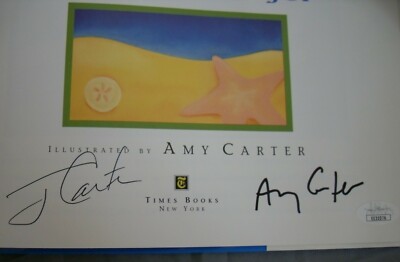 ILLUSTRATED BY AMY CARTER
J Carter
Amy Carter
T
TIMES BOOKS
NEW YORK